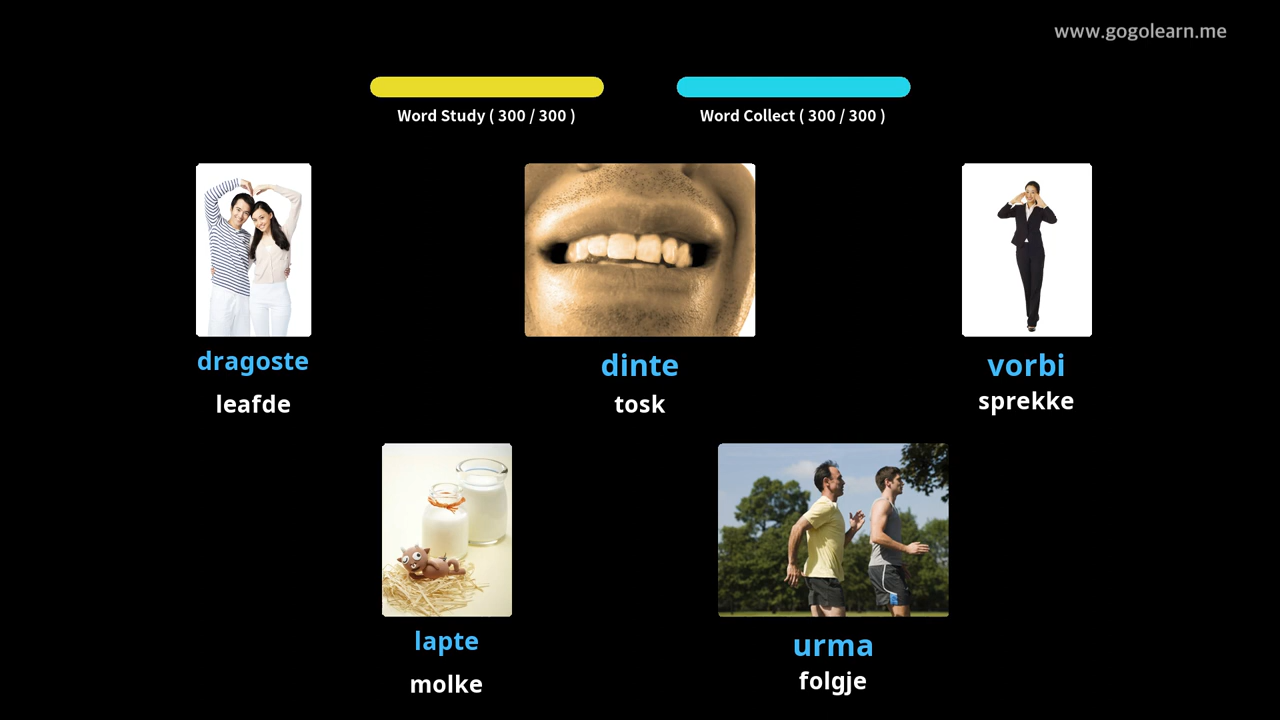 www.gogolearn.me
Word Study ( 300 / 300 )
Word Collect ( 300 / 300 )
dragoste
leafde
dinte
tosk
vorbi
sprekke
lapte
molke
urma
folgje